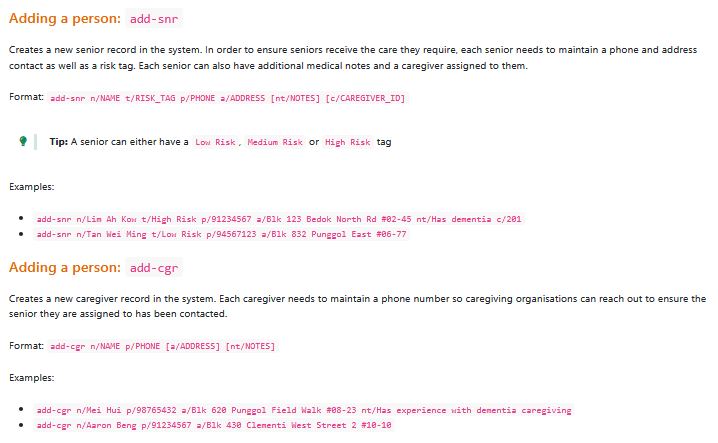 Adding a person: add-snr
Creates a new senior record in the system. In order to ensure seniors receive the care they require, each senior needs to maintain a phone and address
contact as well as a risk tag. Each senior can also have additional medical notes and a caregiver assigned to them.
Format: add-snr n/NAME t/RISK_TAG p/PHONE a/ADDRESS [nt/NOTES] [c/CAREGIVER_ID]
Tip: A senior can either have a Low Risk, Medium Risk or High Risk tag
Examples:
• add-snr n/Lim Ah Kow t/High Risk p/91234567 a/Blk 123 Bedok North Rd #02-45 nt/Has dementia c/201
• add-snr n/Tan Wei Ming t/Low Risk p/94567123 a/Blk 832 Punggol East #06-77
Adding a person: add-cgr
Creates a new caregiver record in the system. Each caregiver needs to maintain a phone number so caregiving organisations can reach out to ensure the
senior they are assigned to has been contacted.
Format: add-cgr n/NAME p/PHONE [a/ADDRESS] [nt/NOTES]
Examples:
• add-cgr n/Mei Hui p/98765432 a/Blk 620 Punggol Field Walk #08-23 nt/Has experience with dementia caregiving
• add-cgr n/Aaron Beng p/91234567 a/Blk 430 Clementi West Street 2 #10-10